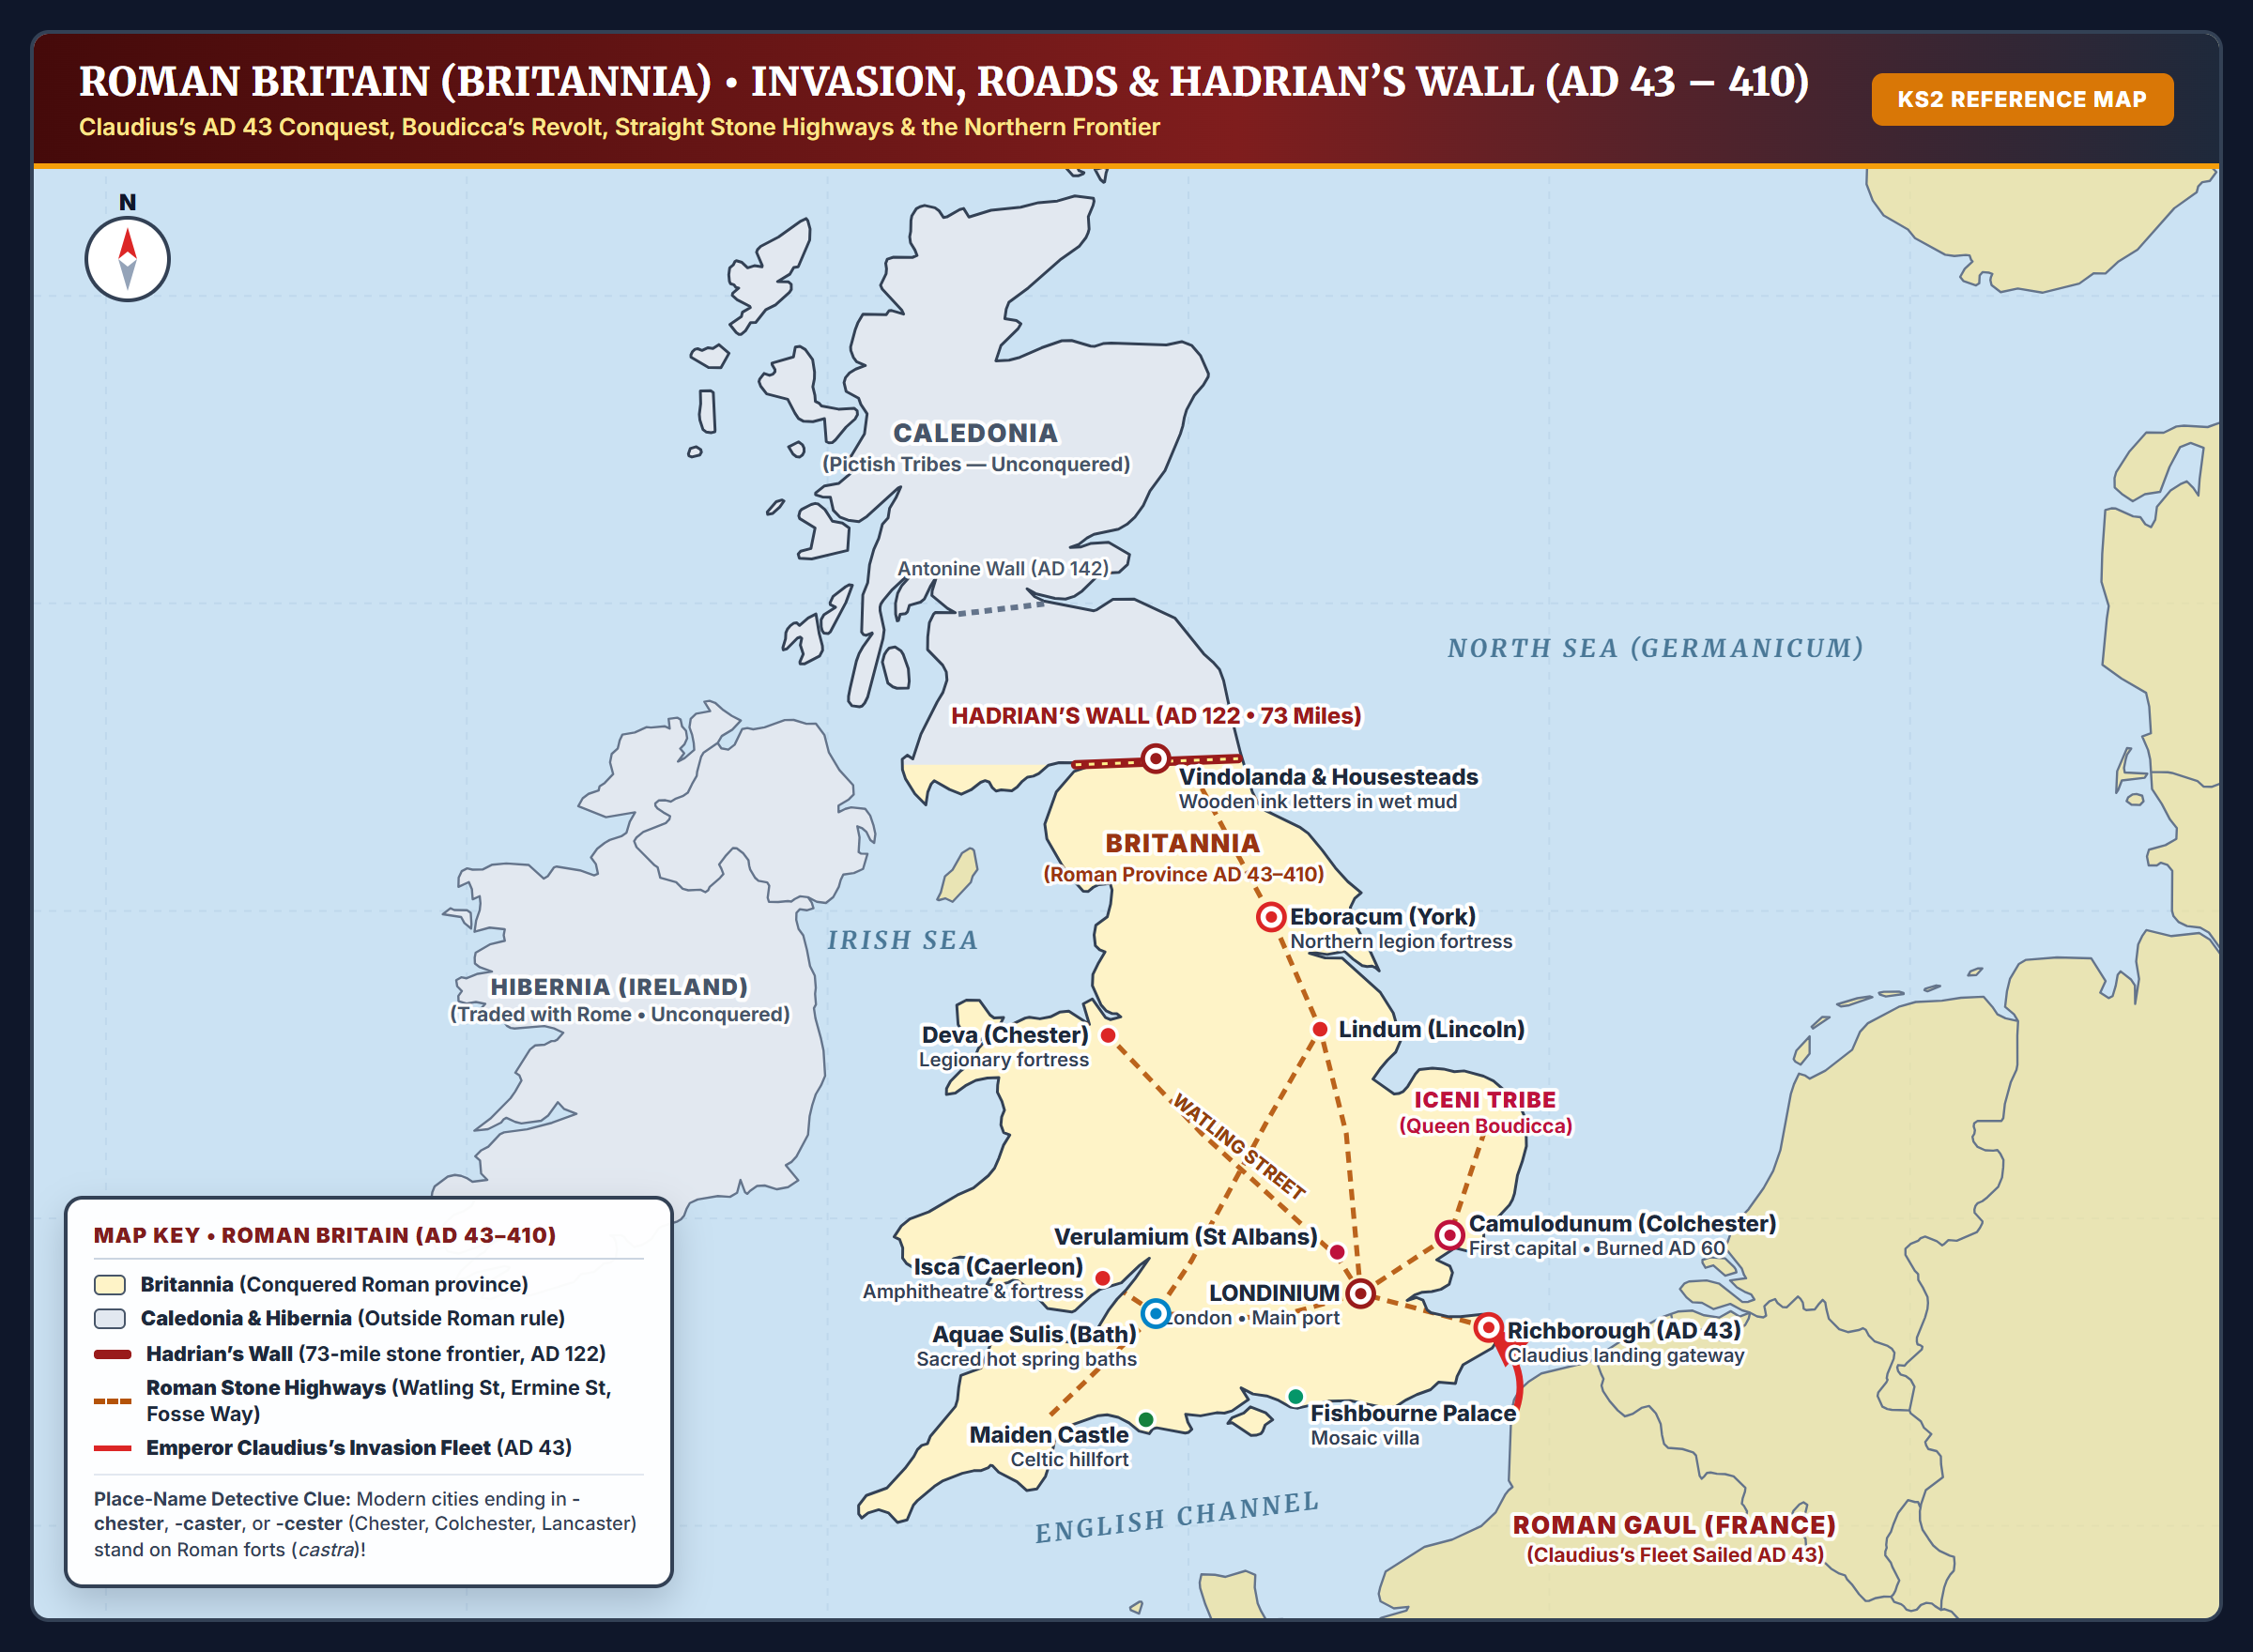 ROMAN BRITAIN (BRITANNIA) • INVASION, ROADS & HADRIAN’S WALL (AD 43 – 410)
Claudius’s AD 43 Conquest, Boudicca’s Revolt, Straight Stone Highways & the Northern Frontier
KS2 REFERENCE MAP
N
CALEDONIA
(Pictish Tribes — Unconquered)
Antonine Wall (AD 142)
NORTH SEA (GERMANICUM)
HADRIAN’S WALL (AD 122 • 73 Miles)
Vindolanda & Housesteads
Wooden ink letters in wet mud
BRITANNIA
(Roman Province AD 43–410)
Eboracum (York)
Northern legion fortress
IRISH SEA
HIBERNIA (IRELAND)
(Traded with Rome • Unconquered)
Deva (Chester)
Legionary fortress
Lindum (Lincoln)
WATLING STREET
ICENI TRIBE
(Queen Boudicca)
Camulodunum (Colchester)
First capital • Burned AD 60
Verulamium (St Albans)
Isca (Caerleon)
Amphitheatre & fortress
LONDINIUM
London • Main port
Aquae Sulis (Bath)
Sacred hot spring baths
Richborough (AD 43)
Claudius landing gateway
Fishbourne Palace
Mosaic villa
Maiden Castle
Celtic hillfort
ENGLISH CHANNEL
ROMAN GAUL (FRANCE)
(Claudius’s Fleet Sailed AD 43)
MAP KEY • ROMAN BRITAIN (AD 43–410)
Britannia (Conquered Roman province)
Caledonia & Hibernia (Outside Roman rule)
Hadrian’s Wall (73-mile stone frontier, AD 122)
Roman Stone Highways (Watling St, Ermine St,
Fosse Way)
Emperor Claudius’s Invasion Fleet (AD 43)
Place-Name Detective Clue: Modern cities ending in -
chester, -caster, or -cester (Chester, Colchester, Lancaster)
stand on Roman forts (castra)!